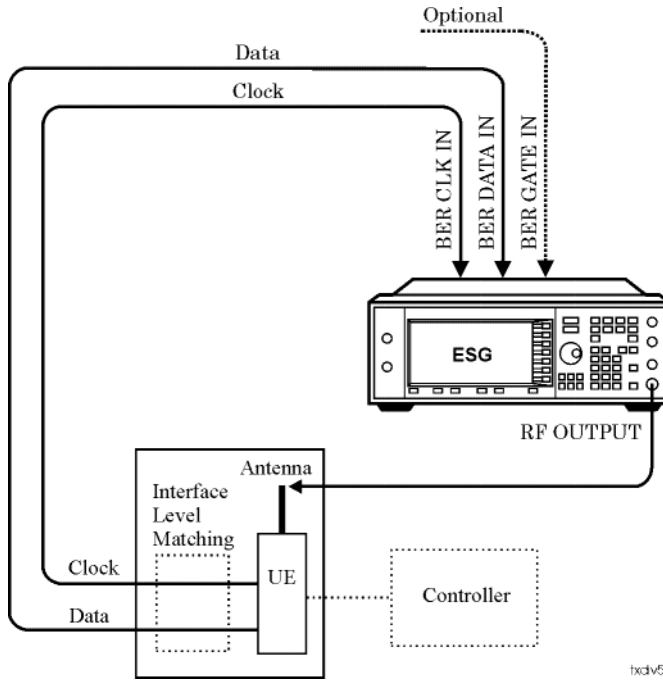 Optional
Data
Clock
BER CLK IN
BER DATA IN
BER GATE IN
ESG
RF OUTPUT
Antenna
Interface
Level
Matching
Clock
UE
Controller
Data
txdiv5